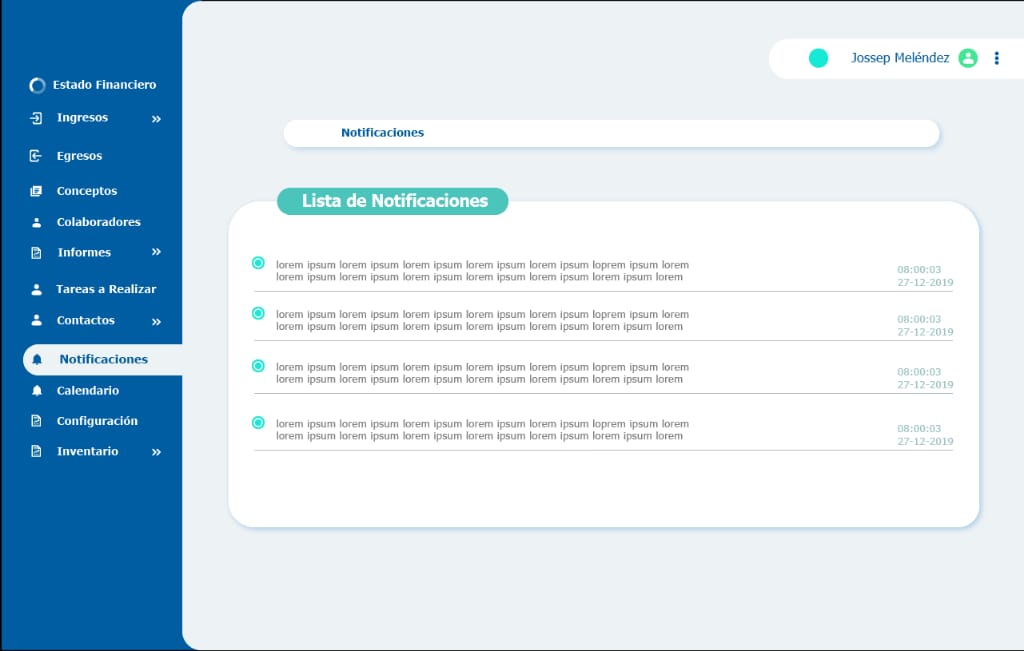 Jossep Meléndez
Estado Financiero
Ingresos
Egresos
Conceptos
Colaboradores
Informes
Tareas a Realizar
Contactos
Notificaciones
Calendario
Configuración
Inventario
Notificaciones
Lista de Notificaciones
lorem ipsum lorem ipsum lorem ipsum lorem ipsum lorem ipsum loprem ipsum lorem
lorem ipsum lorem ipsum lorem ipsum lorem ipsum lorem ipsum lorem ipsum lorem
08:00:03
27-12-2019
lorem ipsum lorem ipsum lorem ipsum lorem ipsum lorem ipsum loprem ipsum lorem
lorem ipsum lorem ipsum lorem ipsum lorem ipsum lorem ipsum lorem ipsum lorem
08:00:03
27-12-2019
lorem ipsum lorem ipsum lorem ipsum lorem ipsum lorem ipsum loprem ipsum lorem
lorem ipsum lorem ipsum lorem ipsum lorem ipsum lorem ipsum lorem ipsum lorem
08:00:03
27-12-2019
lorem ipsum lorem ipsum lorem ipsum lorem ipsum lorem ipsum loprem ipsum lorem
lorem ipsum lorem ipsum lorem ipsum lorem ipsum lorem ipsum lorem ipsum lorem
08:00:03
27-12-2019